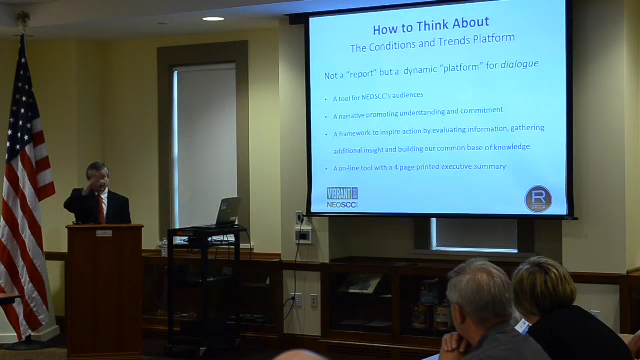 How to Think About
The Conditions and Trends Platform
Not a “report” but a dynamic “platform” for dialogue
• A tool for NEOSCC’s audiences
• A narrative promoting understanding and commitment
• A framework to inspire action by evaluating information, gathering
additional insight and building our common base of knowledge
• A on-line tool with a 4 page printed executive summary
VIBRANT
NEOSCC
R